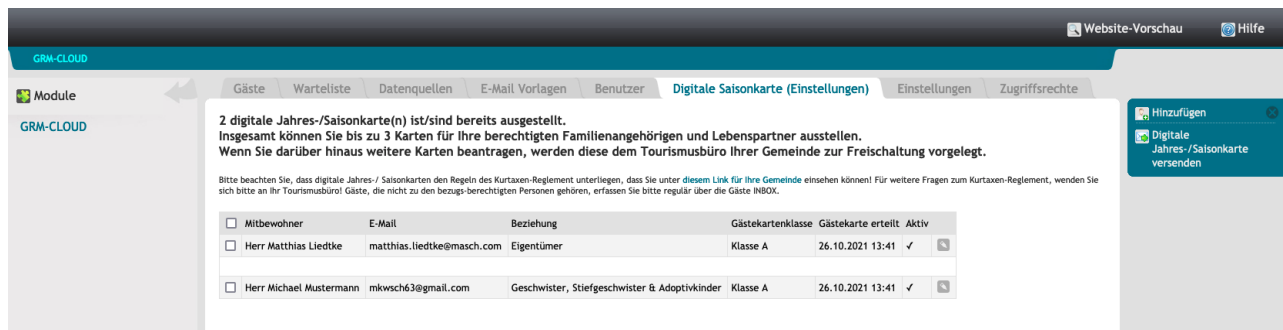 Website-Vorschau Hilfe
GRM-CLOUD
Module
GRM-CLOUD
Gäste Warteliste Datenquellen E-Mail Vorlagen Benutzer Digitale Saisonkarte (Einstellungen) Einstellungen Zugriffsrechte
2 digitale Jahres-/Saisonkarte(n) ist/sind bereits ausgestellt.
Insgesamt können Sie bis zu 3 Karten für Ihre berechtigten Familienangehörigen und Lebenspartner ausstellen.
Wenn Sie darüber hinaus weitere Karten beantragen, werden diese dem Tourismusbüro Ihrer Gemeinde zur Freischaltung vorgelegt.
Bitte beachten Sie, dass digitale Jahres-/ Saisonkarten den Regeln des Kurtaxen-Reglement unterliegen, dass Sie unter diesem Link für Ihre Gemeinde einsehen können! Für weitere Fragen zum Kurtaxen-Reglement, wenden Sie
sich bitte an Ihr Tourismusbüro! Gäste, die nicht zu den bezugs-berechtigten Personen gehören, erfassen Sie bitte regulär über die Gäste INBOX.
Mitbewohner E-Mail Beziehung Gästekartenklasse Gästekarte erteilt Aktiv
Herr Matthias Liedtke matthias.liedtke@masch.com Eigentümer Klasse A 26.10.2021 13:41 ✓
Herr Michael Mustermann mkwsch63@gmail.com Geschwister, Stiefgeschwister & Adoptivkinder Klasse A 26.10.2021 13:41 ✓
Hinzufügen
Digitale
Jahres-/Saisonkarte
versenden